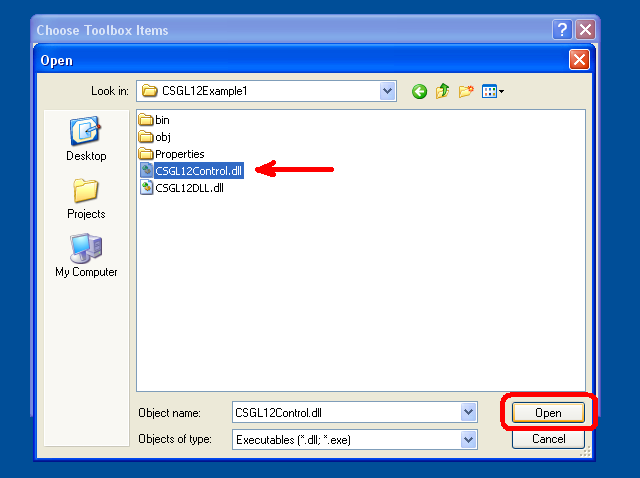 Choose Toolbox Items
Open
Look in: CSGL12Example1
bin
obj
Properties
CSGL12Control.dll
CSGL12DLL.dll
Desktop
Projects
My Computer
Object name: CSGL12Control.dll Open
Objects of type: Executables (*.dll; *.exe) Cancel